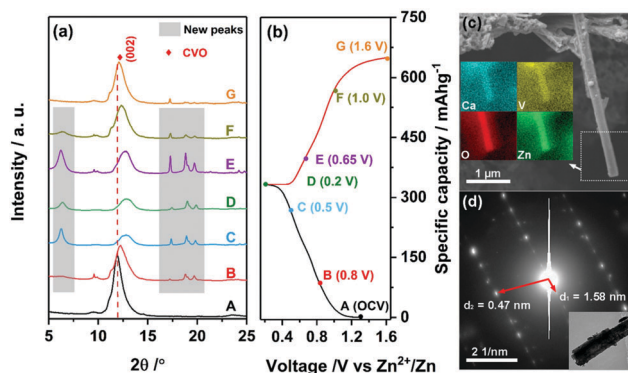 (a)
New peaks
(002)
CVO
G
F
E
D
C
B
A
Intensity / a. u.
5 10 15 20 25
2θ /°
(b)
G (1.6 V)
F (1.0 V)
E (0.65 V)
D (0.2 V)
C (0.5 V)
B (0.8 V)
A (OCV)
750
600
450
300
150
0
Specific capacity / mAhg⁻¹
0.4 0.8 1.2 1.6
Voltage /V vs Zn²⁺/Zn
(c)
Ca V
O Zn
1 μm
(d)
d₂ = 0.47 nm
d₁ = 1.58 nm
2 1/nm